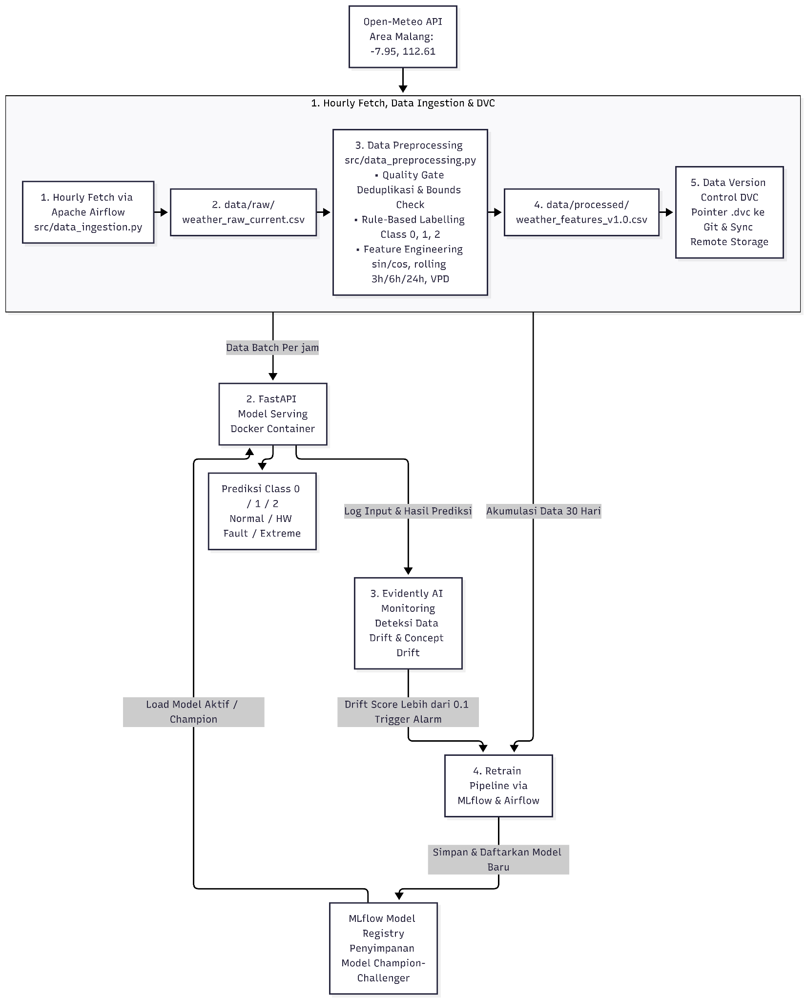 Open-Meteo API
Area Malang:
-7.95, 112.61
1. Hourly Fetch, Data Ingestion & DVC
1. Hourly Fetch via
Apache Airflow
src/data_ingestion.py
2. data/raw/
weather_raw_current.csv
3. Data Preprocessing
src/data_preprocessing.py
▪ Quality Gate
Deduplikasi & Bounds
Check
▪ Rule-Based Labelling
Class 0, 1, 2
▪ Feature Engineering
sin/cos, rolling
3h/6h/24h, VPD
4. data/processed/
weather_features_v1.0.csv
5. Data Version
Control DVC
Pointer .dvc ke
Git & Sync
Remote Storage
Data Batch Per jam
2. FastAPI
Model Serving
Docker Container
Prediksi Class 0
/ 1 / 2
Normal / HW
Fault / Extreme
Log Input & Hasil Prediksi
Akumulasi Data 30 Hari
3. Evidently AI
Monitoring
Deteksi Data
Drift & Concept
Drift
Load Model Aktif /
Champion
Drift Score Lebih dari 0.1
Trigger Alarm
4. Retrain
Pipeline via
MLflow & Airflow
Simpan & Daftarkan Model
Baru
MLflow Model
Registry
Penyimpanan
Model Champion-
Challenger